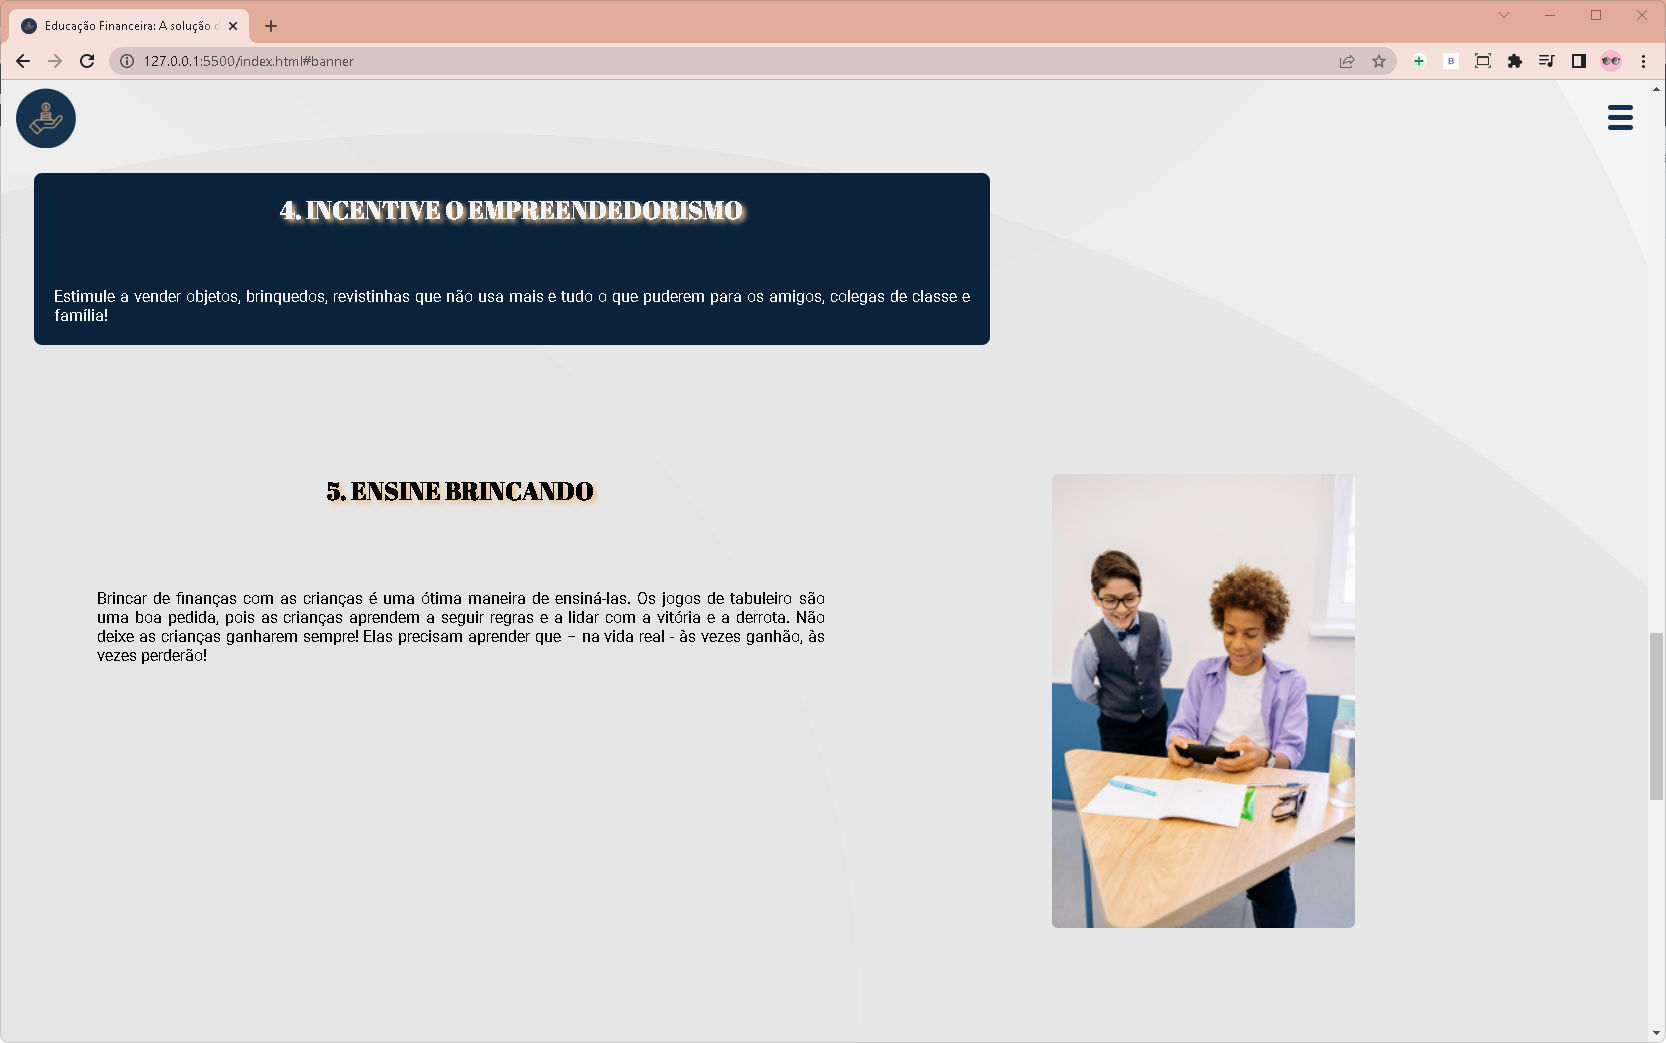 Educação Financeira: A solução d
127.0.0.1:5500/index.html#banner
B
4. INCENTIVE O EMPREENDEDORISMO
Estimule a vender objetos, brinquedos, revistinhas que não usa mais e tudo o que puderem para os amigos, colegas de classe e
família!
5. ENSINE BRINCANDO
Brincar de finanças com as crianças é uma ótima maneira de ensiná-las. Os jogos de tabuleiro são
uma boa pedida, pois as crianças aprendem a seguir regras e a lidar com a vitória e a derrota. Não
deixe as crianças ganharem sempre! Elas precisam aprender que – na vida real - às vezes ganhão, às
vezes perderão!